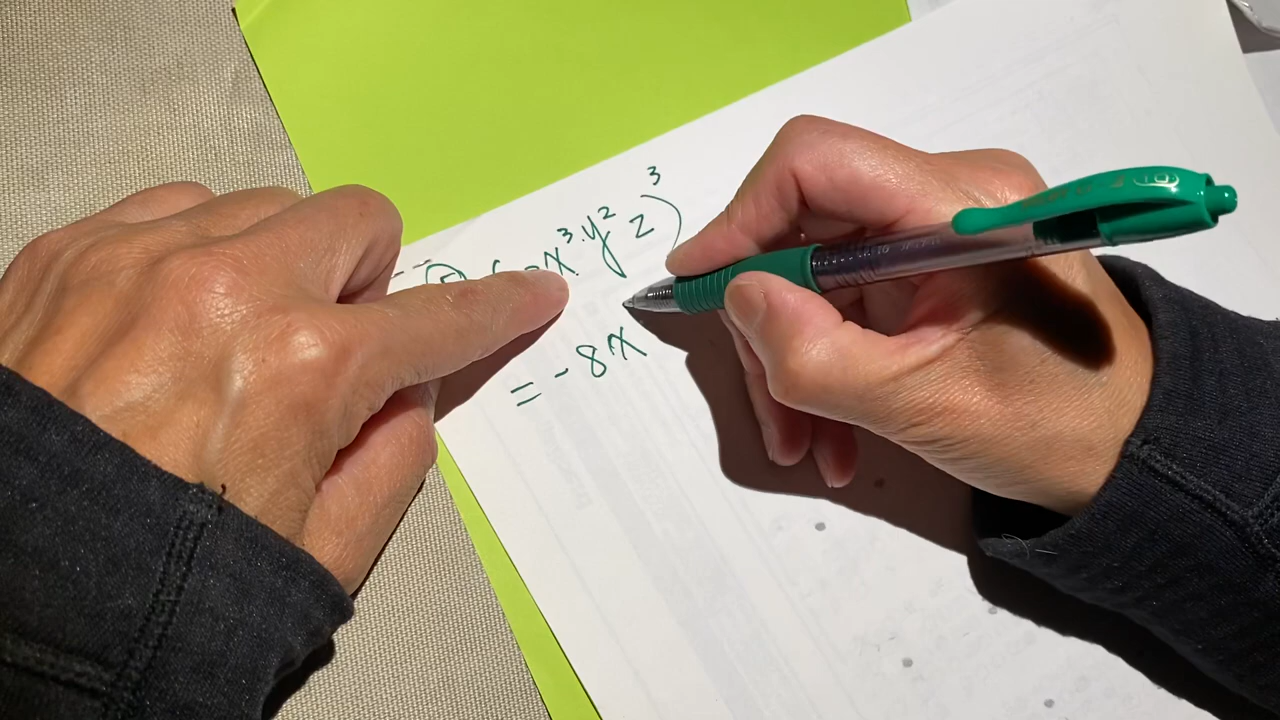 x³·y² z)³
= -8x